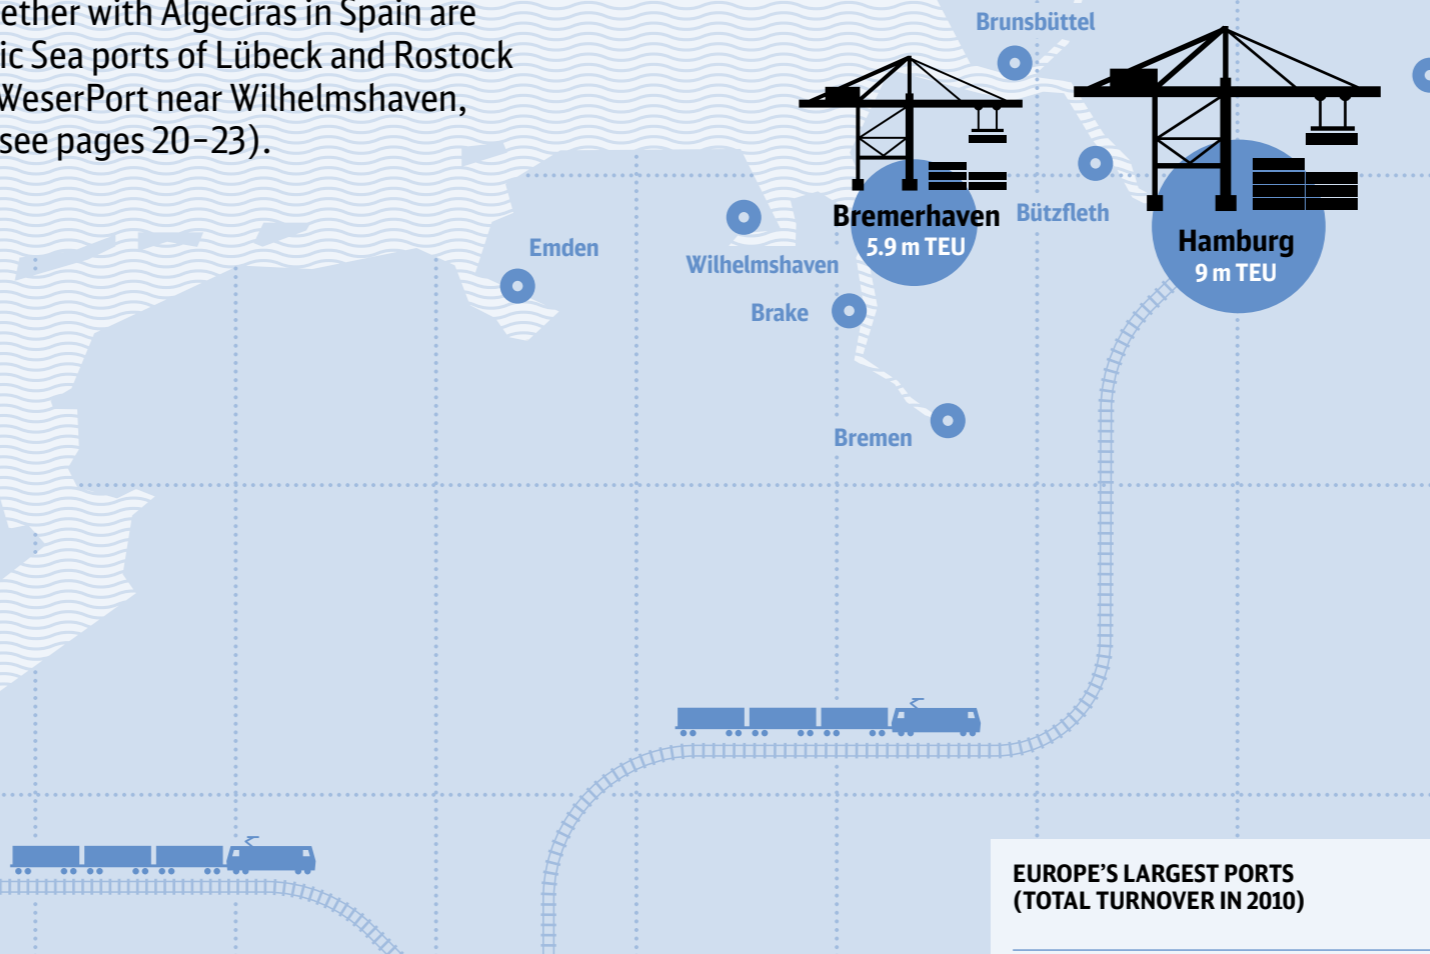 ether with Algeciras in Spain are
ic Sea ports of Lübeck and Rostock
WeserPort near Wilhelmshaven,
see pages 20–23).
Brunsbüttel
Bremerhaven
5.9 m TEU
Bützfleth
Hamburg
9 m TEU
Emden
Wilhelmshaven
Brake
Bremen
EUROPE'S LARGEST PORTS
(TOTAL TURNOVER IN 2010)